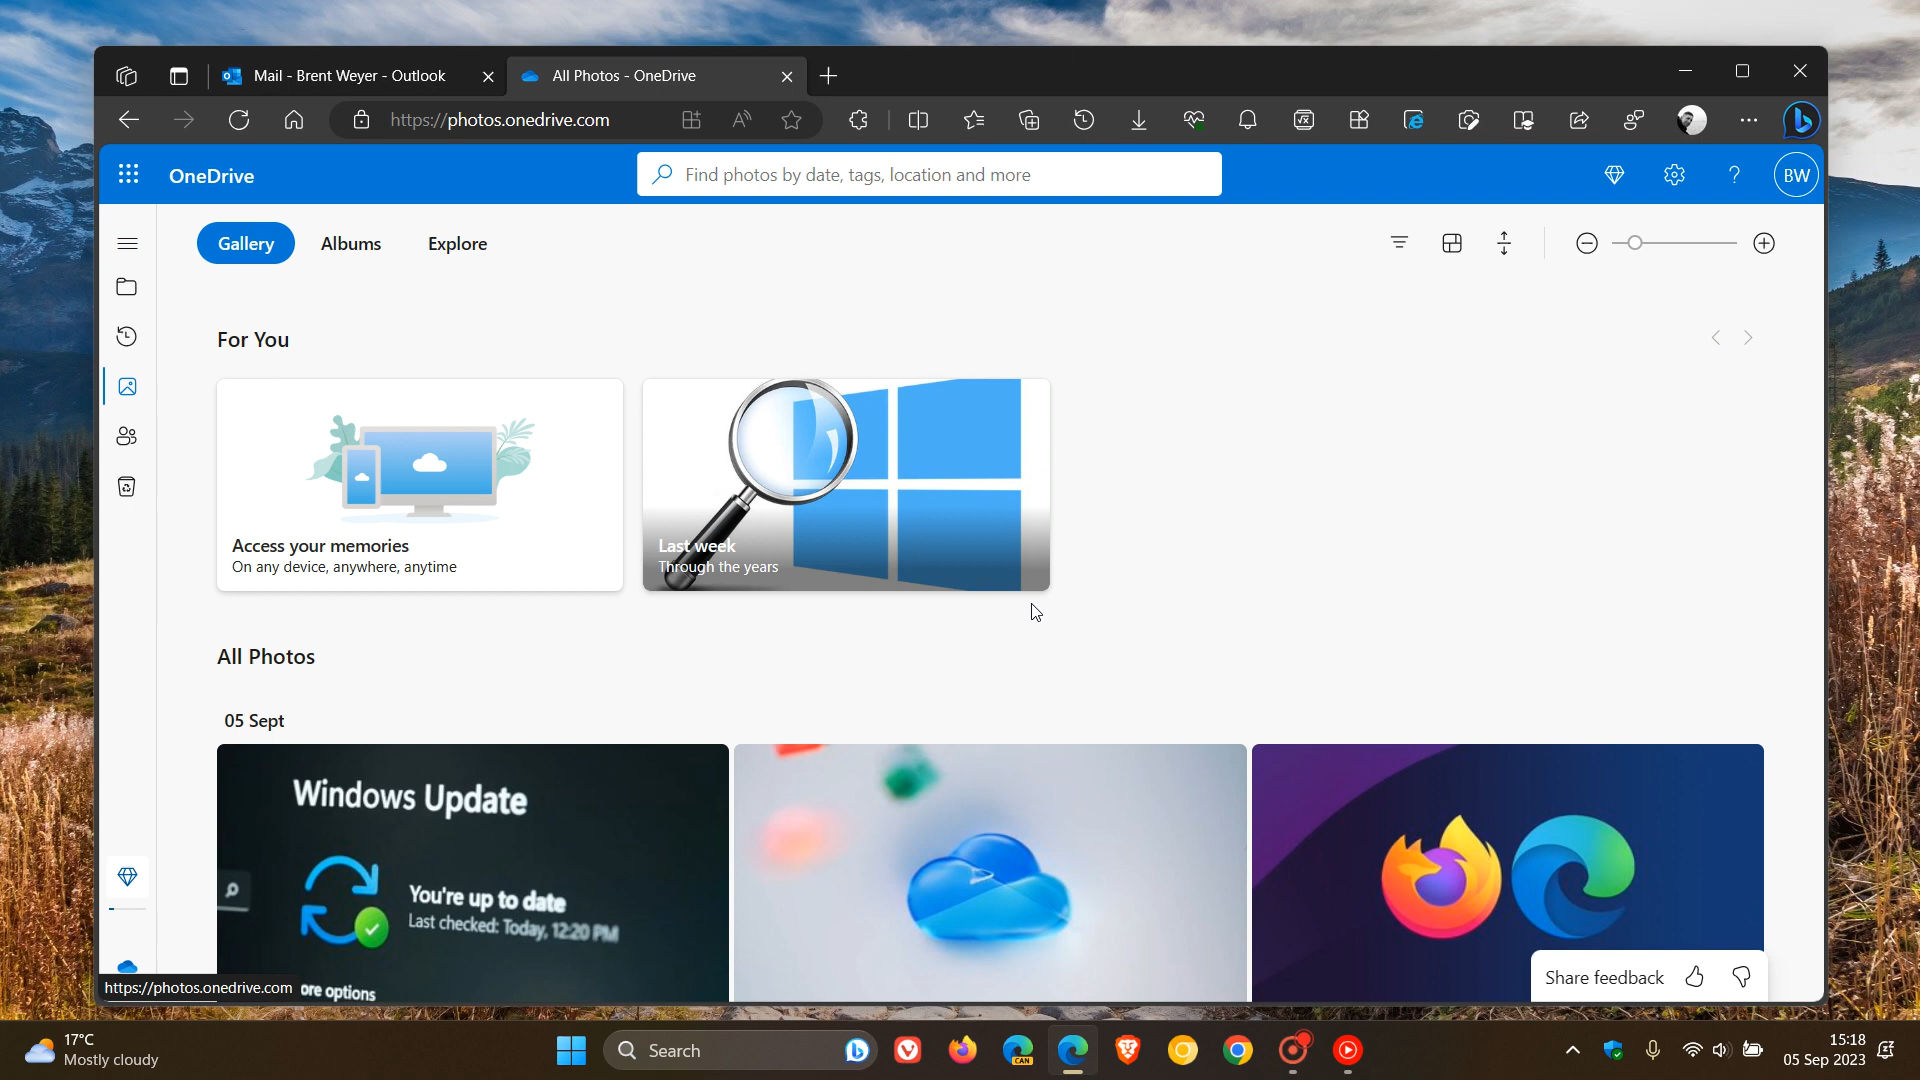 Mail - Brent Weyer - Outlook
All Photos - OneDrive
https://photos.onedrive.com
OneDrive
Find photos by date, tags, location and more
BW
Gallery
Albums
Explore
For You
Access your memories
On any device, anywhere, anytime
Last week
Through the years
All Photos
05 Sept
Windows Update
You're up to date
Last checked: Today, 12:20 PM
ore options
Share feedback
https://photos.onedrive.com
17°C
Mostly cloudy
Search
CAN
15:18
05 Sep 2023